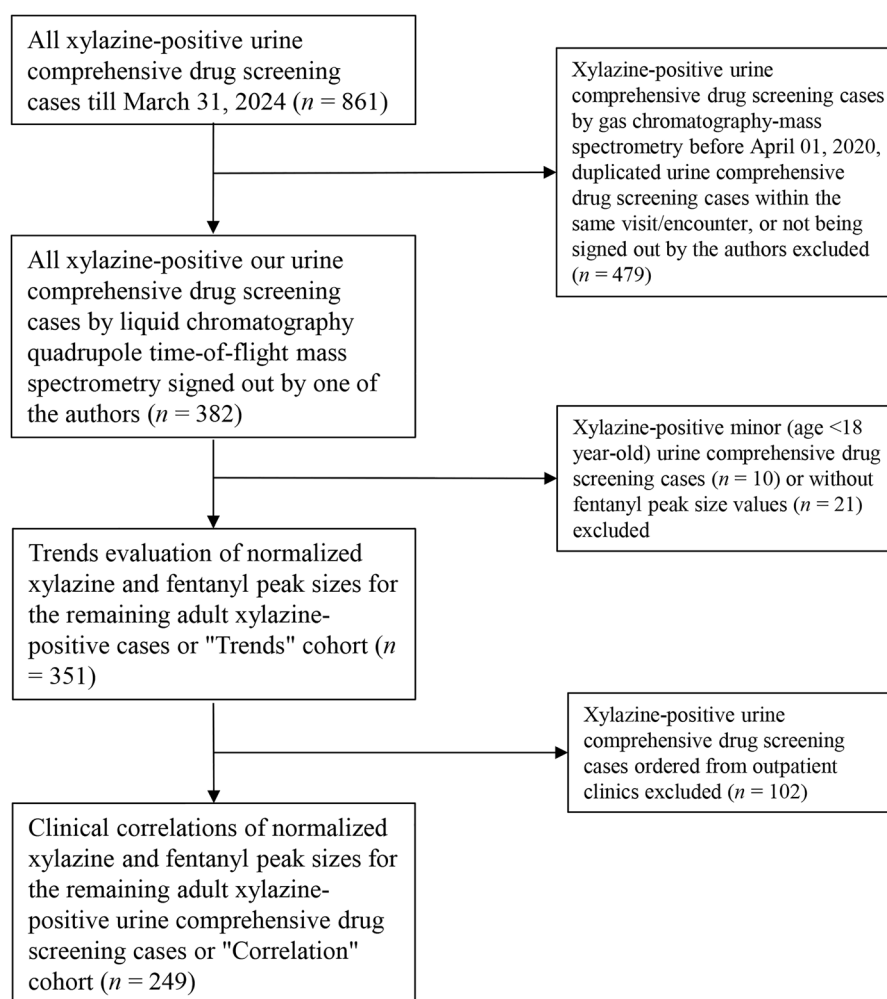 All xylazine-positive urine
comprehensive drug screening
cases till March 31, 2024 (n = 861)
Xylazine-positive urine
comprehensive drug screening cases
by gas chromatography-mass
spectrometry before April 01, 2020,
duplicated urine comprehensive
drug screening cases within the
same visit/encounter, or not being
signed out by the authors excluded
(n = 479)
All xylazine-positive our urine
comprehensive drug screening
cases by liquid chromatography
quadrupole time-of-flight mass
spectrometry signed out by one of
the authors (n = 382)
Xylazine-positive minor (age <18
year-old) urine comprehensive drug
screening cases (n = 10) or without
fentanyl peak size values (n = 21)
excluded
Trends evaluation of normalized
xylazine and fentanyl peak sizes for
the remaining adult xylazine-
positive cases or "Trends" cohort (n
= 351)
Xylazine-positive urine
comprehensive drug screening
cases ordered from outpatient
clinics excluded (n = 102)
Clinical correlations of normalized
xylazine and fentanyl peak sizes for
the remaining adult xylazine-
positive urine comprehensive drug
screening cases or "Correlation"
cohort (n = 249)